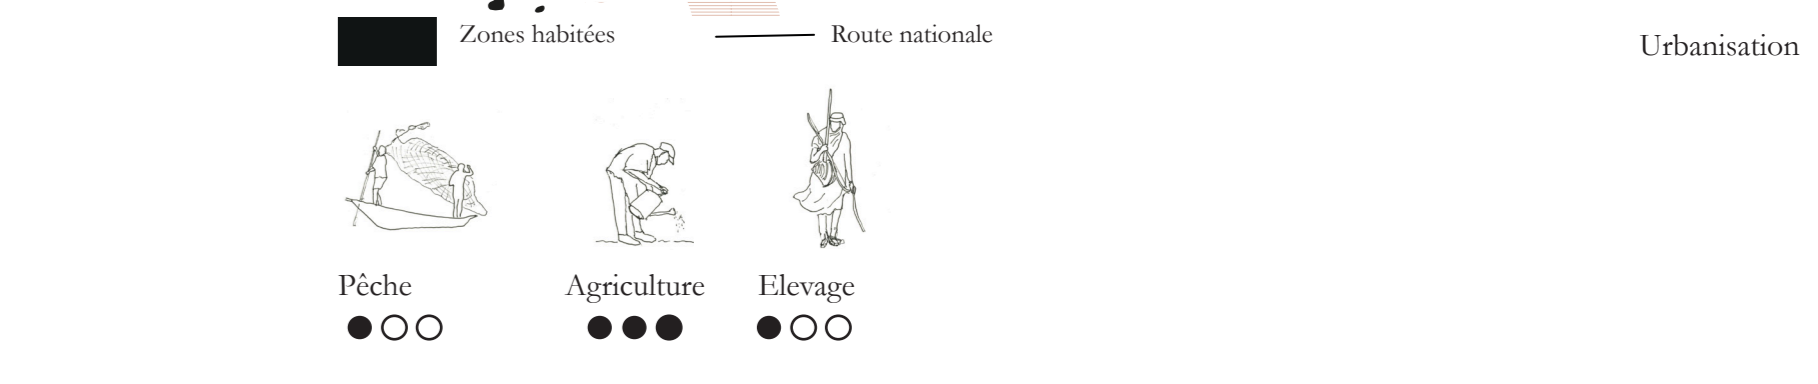 Zones habitées
Route nationale
Urbanisation
Pêche
Agriculture
Elevage